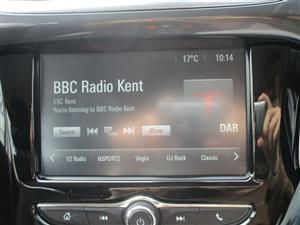 17°C 10:14
BBC Radio Kent
11C Kent
You're listening to BBC Radio Kent
Source Menu DAB
V2 Radio tkSPORTZ Virgin UJ Rock Classic